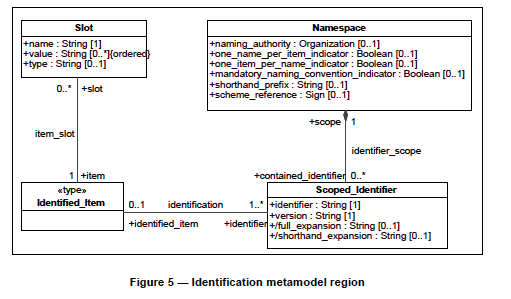 Slot
+name : String [1]
+value : String [0..*]{ordered}
+type : String [0..1]
Namespace
+naming_authority : Organization [0..1]
+one_name_per_item_indicator : Boolean [0..1]
+one_item_per_name_indicator : Boolean [0..1]
+mandatory_naming_convention_indicator : Boolean [0..1]
+shorthand_prefix : String [0..1]
+scheme_reference : Sign [0..1]
0..* +slot
item_slot
1 +item
+scope 1
identifier_scope
+contained_identifier 0..*
«type»
Identified_Item
0..1 identification 1..*
+identified_item +identifier
Scoped_Identifier
+identifier : String [1]
+version : String [1]
+/full_expansion : String [0..1]
+/shorthand_expansion : String [0..1]
Figure 5 — Identification metamodel region